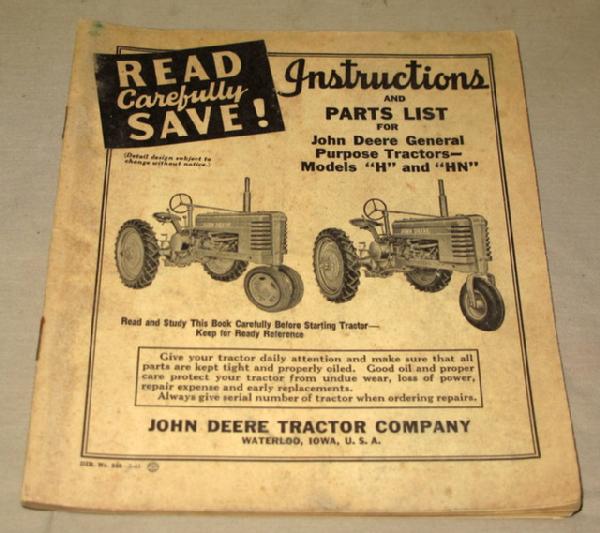 READ
Carefully
SAVE!
(Detail design subject to
change without notice.)
Instructions
AND
PARTS LIST
FOR
John Deere General
Purpose Tractors—
Models "H" and "HN"
JOHN DEERE
JOHN DEERE
Read and Study This Book Carefully Before Starting Tractor—
Keep for Ready Reference
Give your tractor daily attention and make sure that all
parts are kept tight and properly oiled. Good oil and proper
care protect your tractor from undue wear, loss of power,
repair expense and early replacements.
Always give serial number of tractor when ordering repairs.
JOHN DEERE TRACTOR COMPANY
WATERLOO, IOWA, U. S. A.